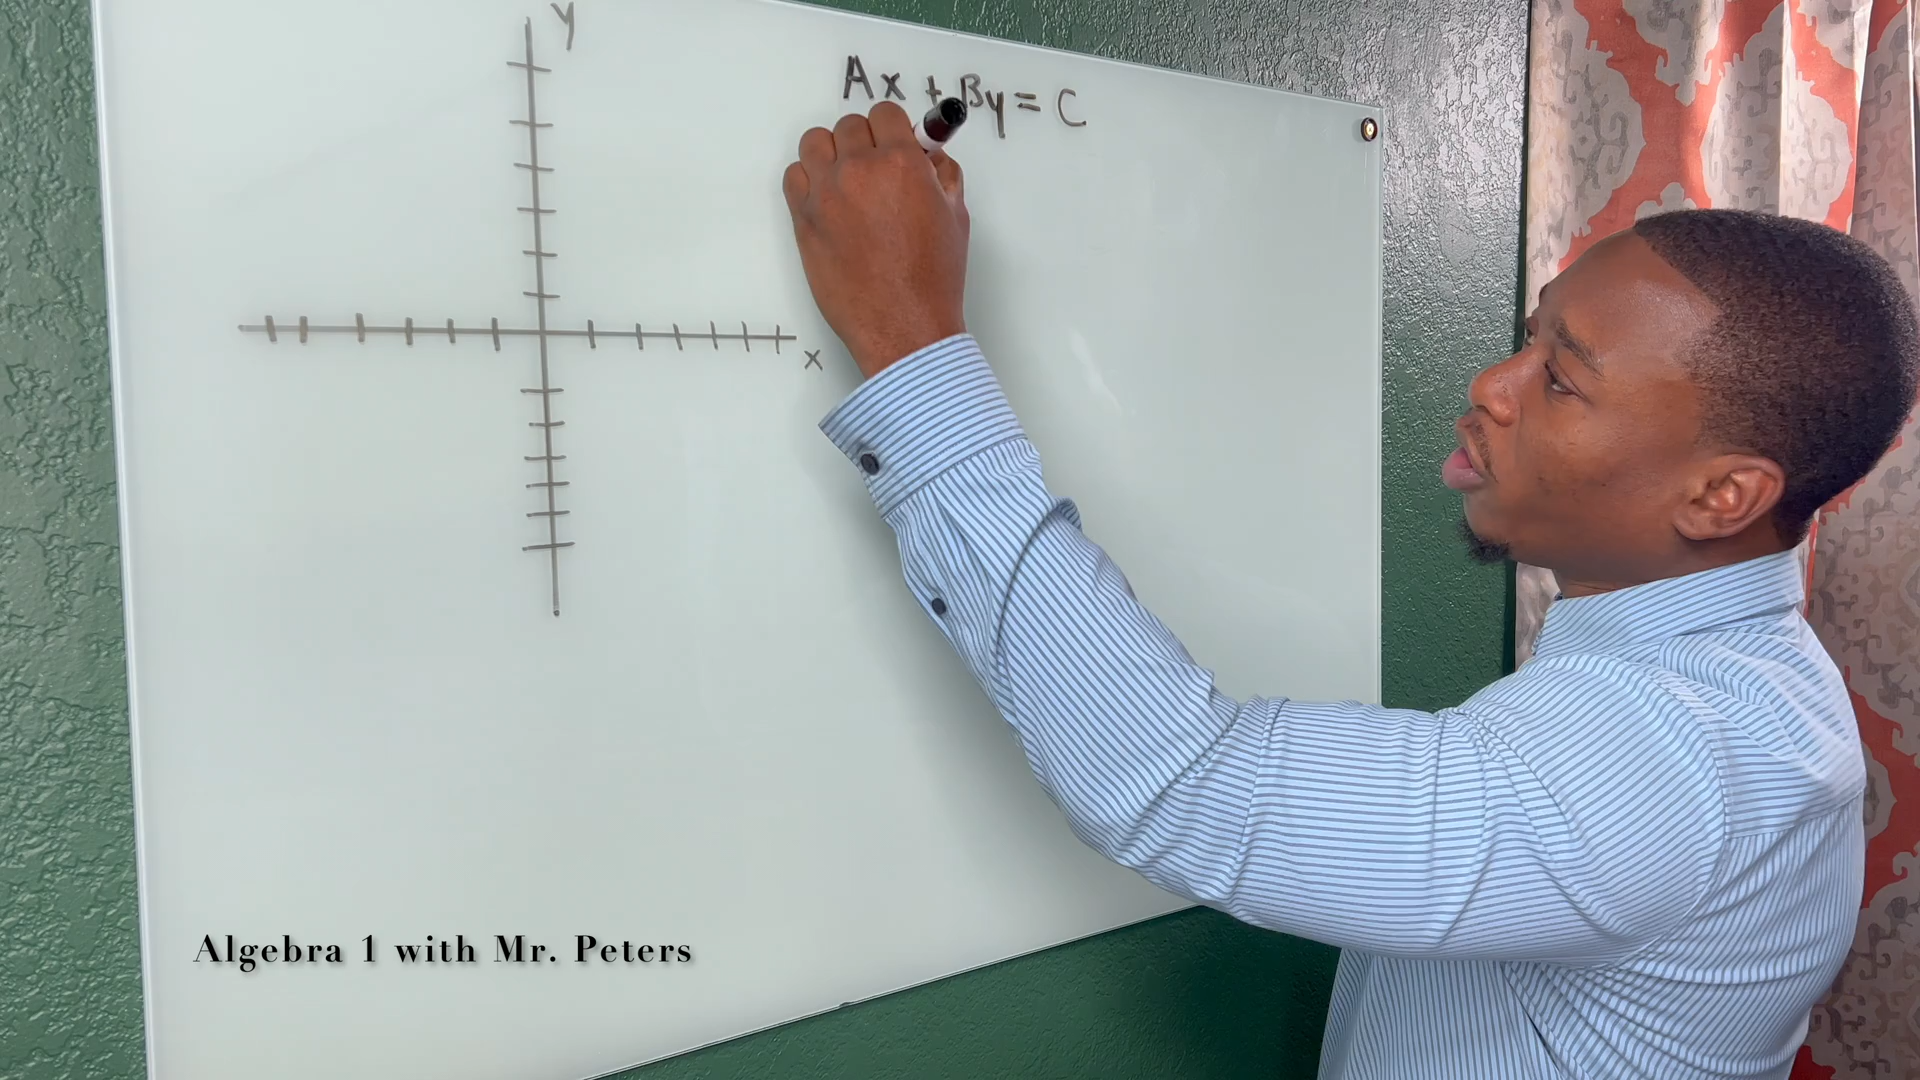 y
Ax + By = C
x
Algebra 1 with Mr. Peters